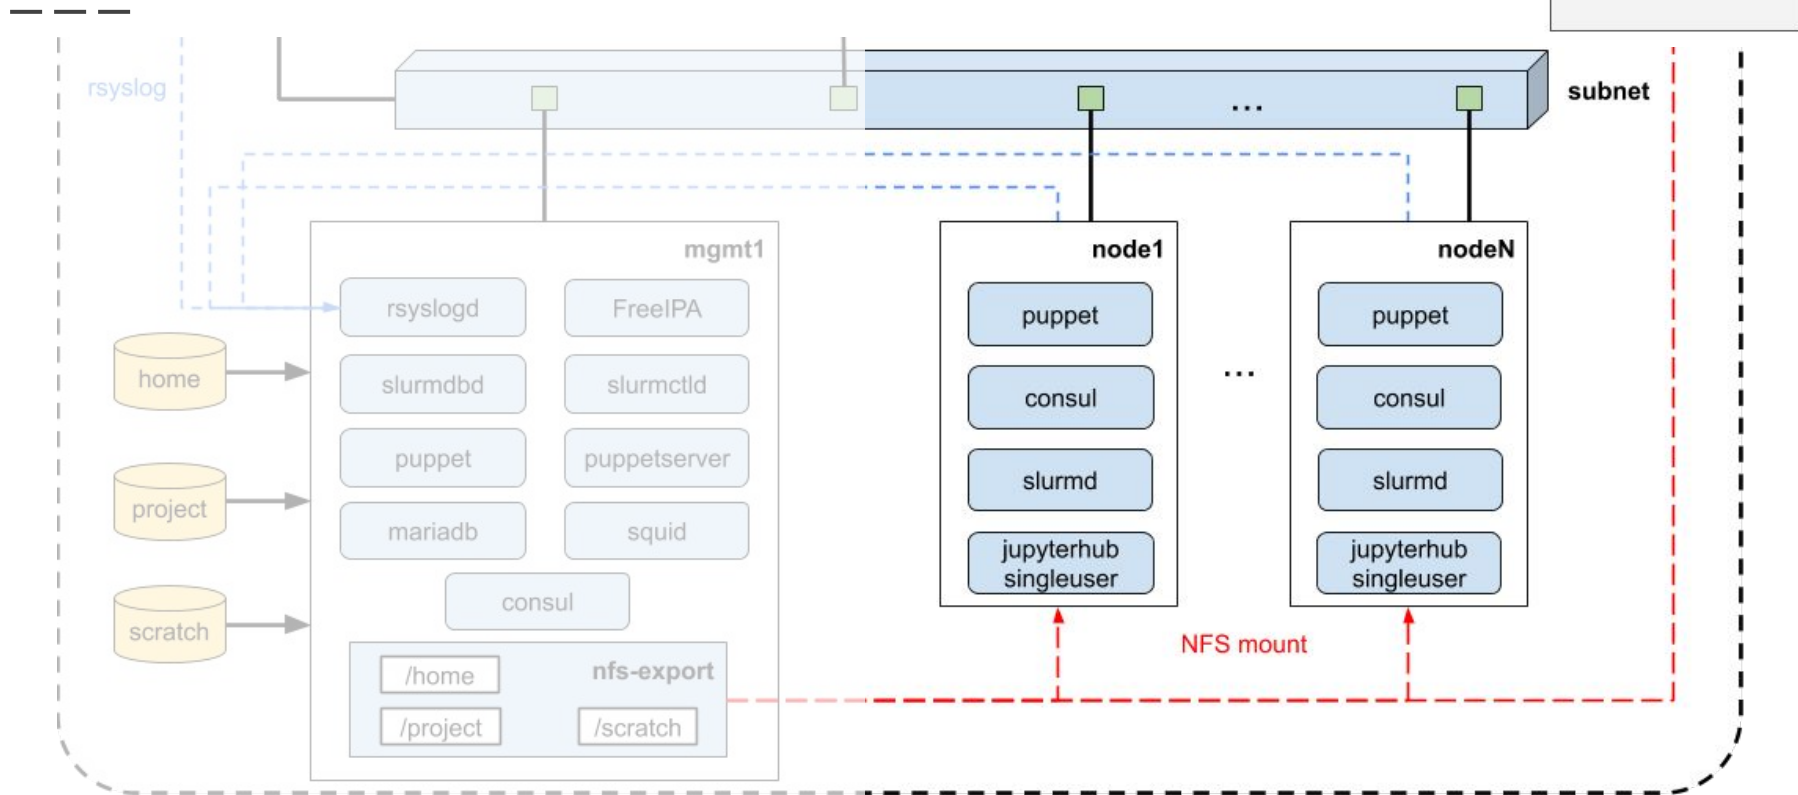 rsyslog
subnet
...
mgmt1
rsyslogd
FreeIPA
slurmdbd
slurmctld
puppet
puppetserver
mariadb
squid
consul
nfs-export
/home
/project
/scratch
home
project
scratch
node1
puppet
consul
slurmd
jupyterhub
singleuser
...
nodeN
puppet
consul
slurmd
jupyterhub
singleuser
NFS mount